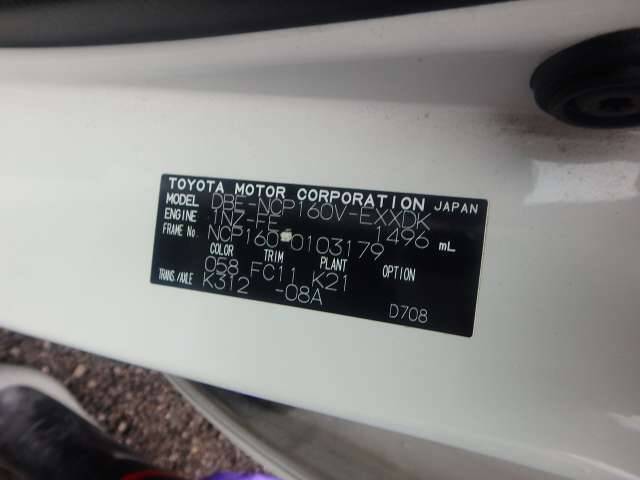 TOYOTA MOTOR CORPORATION JAPAN
MODEL DBE-NCP160V-EXXDK
ENGINE 1NZ-FE 1496 mL
FRAME No. NCP160-0103179
COLOR TRIM PLANT OPTION
058 FC11 K21
TRANS./AXLE K312 -08A
D708